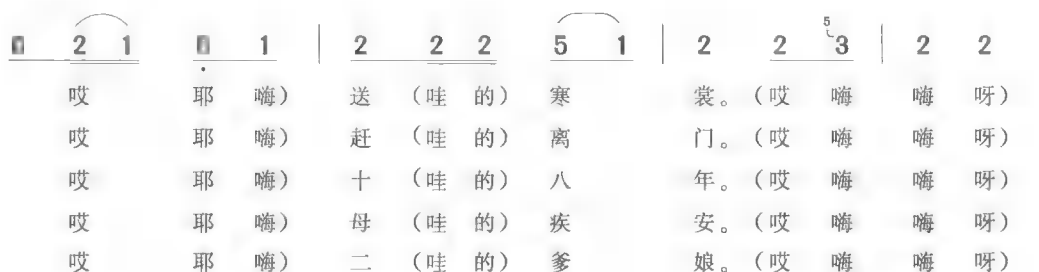 5
2 1 1 | 2 2 2 5 1 | 2 2 3 | 2 2
哎 耶 嗨） 送 （哇 的） 寒 裳。（哎 嗨 嗨 呀）
哎 耶 嗨） 赶 （哇 的） 离 门。（哎 嗨 嗨 呀）
哎 耶 嗨） 十 （哇 的） 八 年。（哎 嗨 嗨 呀）
哎 耶 嗨） 母 （哇 的） 疾 安。（哎 嗨 嗨 呀）
哎 耶 嗨） 二 （哇 的） 爹 娘。（哎 嗨 嗨 呀）